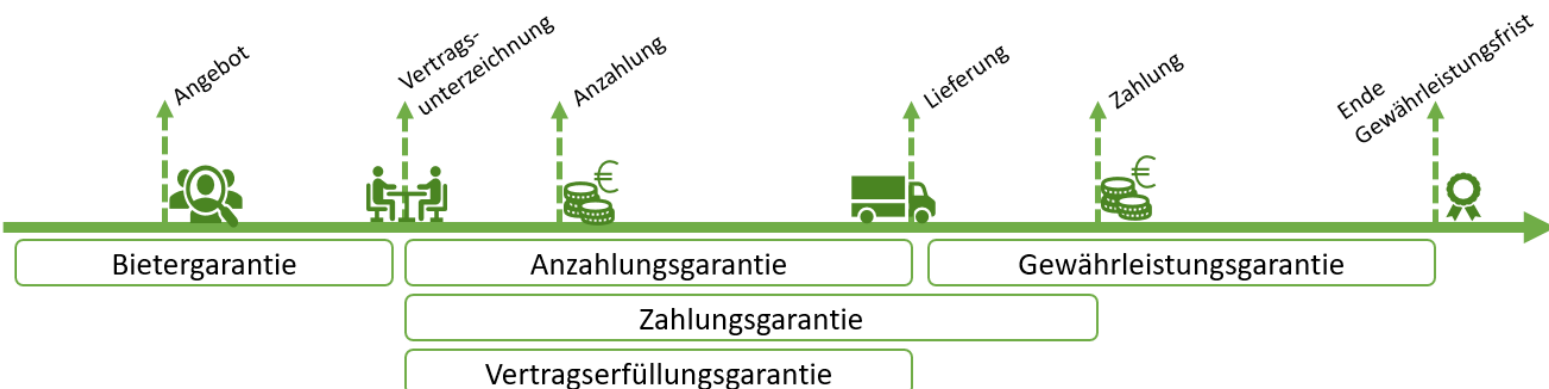 Angebot
Vertrags-
unterzeichnung
Anzahlung
Lieferung
Zahlung
Ende
Gewährleistungsfrist
€
€
Bietergarantie
Anzahlungsgarantie
Gewährleistungsgarantie
Zahlungsgarantie
Vertragserfüllungsgarantie